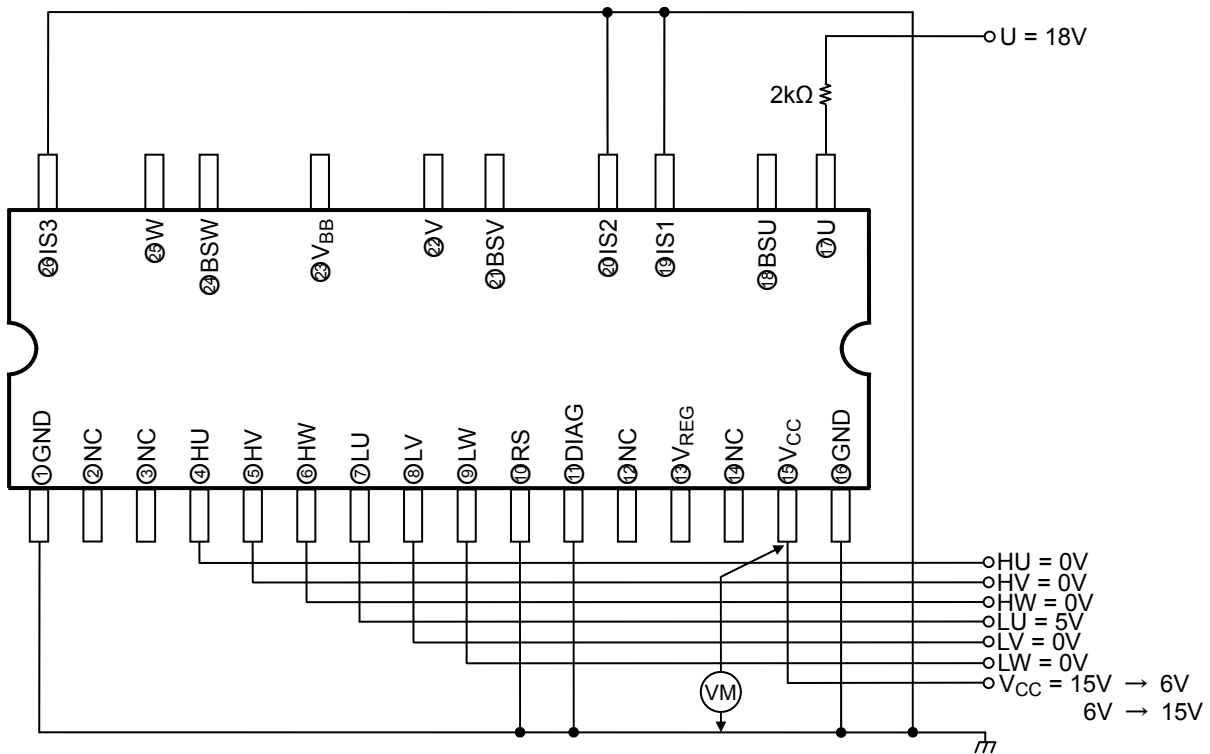 U = 18V
2kΩ
㉖IS3
㉕W
㉔BSW
㉓VBB
㉒V
㉑BSV
⑳IS2
⑲IS1
⑱BSU
⑰U
①GND
②NC
③NC
④HU
⑤HV
⑥HW
⑦LU
⑧LV
⑨LW
⑩RS
⑪DIAG
⑫NC
⑬VREG
⑭NC
⑮VCC
⑯GND
HU = 0V
HV = 0V
HW = 0V
LU = 5V
LV = 0V
LW = 0V
VM
VCC = 15V → 6V
6V → 15V